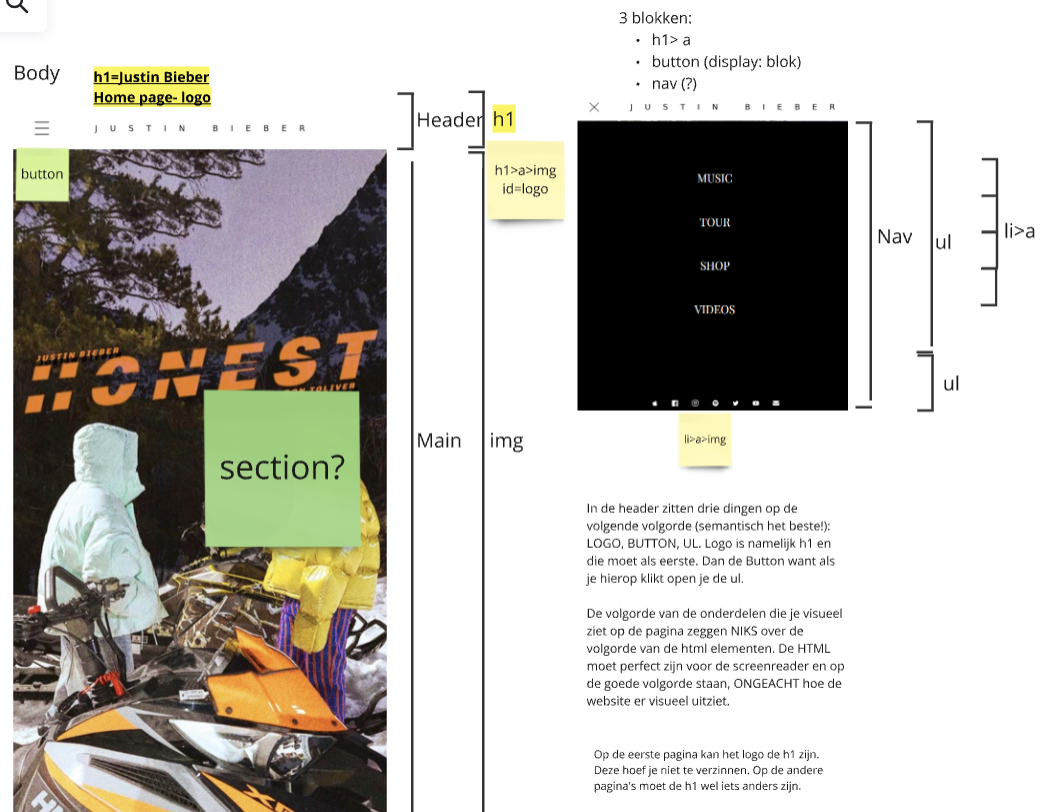 3 blokken:
• h1> a
• button (display: blok)
• nav (?)
Body
h1=Justin Bieber
Home page- logo
JUSTIN BIEBER
Header
h1
button
h1>a>img
id=logo
JUSTIN BIEBER
HONEST
DON TOLIVER
section?
Main
img
JUSTIN BIEBER
MUSIC
TOUR
SHOP
VIDEOS
Nav
ul
li>a
ul
li>a>img
In de header zitten drie dingen op de
volgende volgorde (semantisch het beste!):
LOGO, BUTTON, UL. Logo is namelijk h1 en
die moet als eerste. Dan de Button want als
je hierop klikt open je de ul.
De volgorde van de onderdelen die je visueel
ziet op de pagina zeggen NIKS over de
volgorde van de html elementen. De HTML
moet perfect zijn voor de screenreader en op
de goede volgorde staan, ONGEACHT hoe de
website er visueel uitziet.
Op de eerste pagina kan het logo de h1 zijn.
Deze hoef je niet te verzinnen. Op de andere
pagina's moet de h1 wel iets anders zijn.